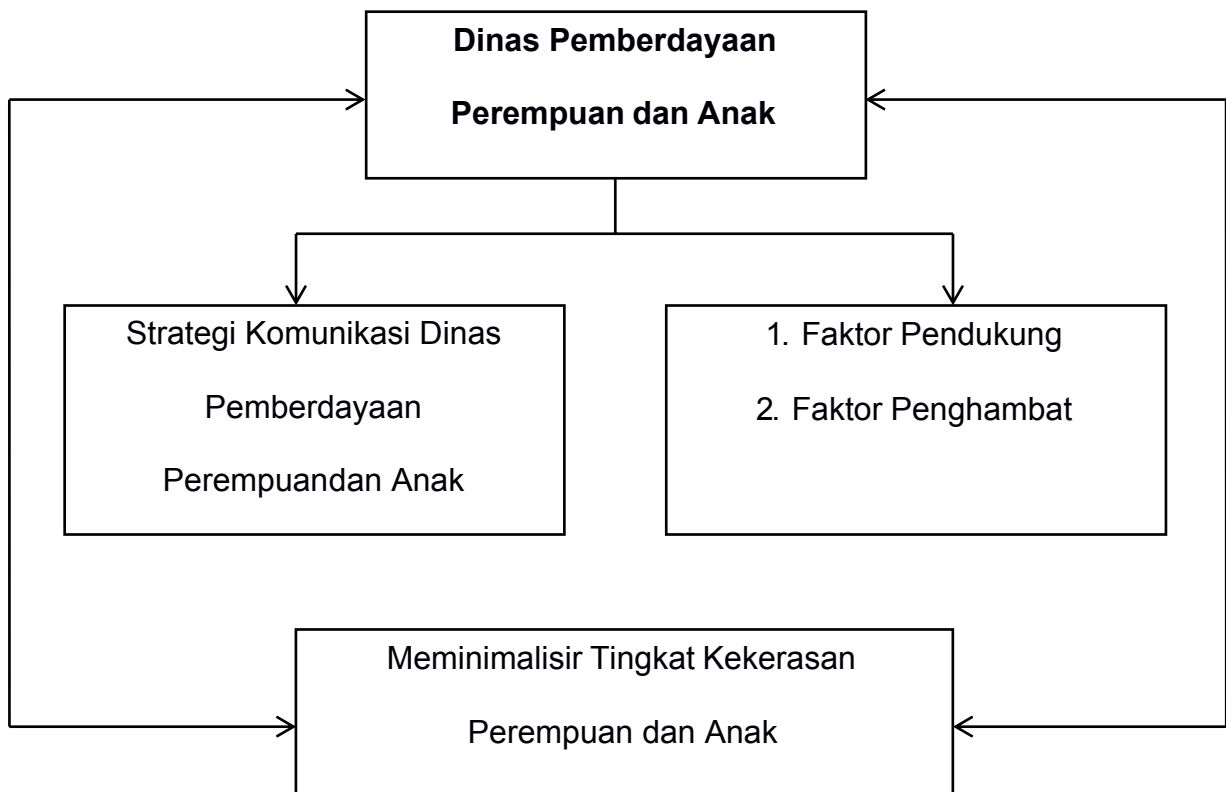 Dinas Pemberdayaan
Perempuan dan Anak
Strategi Komunikasi Dinas
Pemberdayaan
Perempuandan Anak
1. Faktor Pendukung
2. Faktor Penghambat
Meminimalisir Tingkat Kekerasan
Perempuan dan Anak